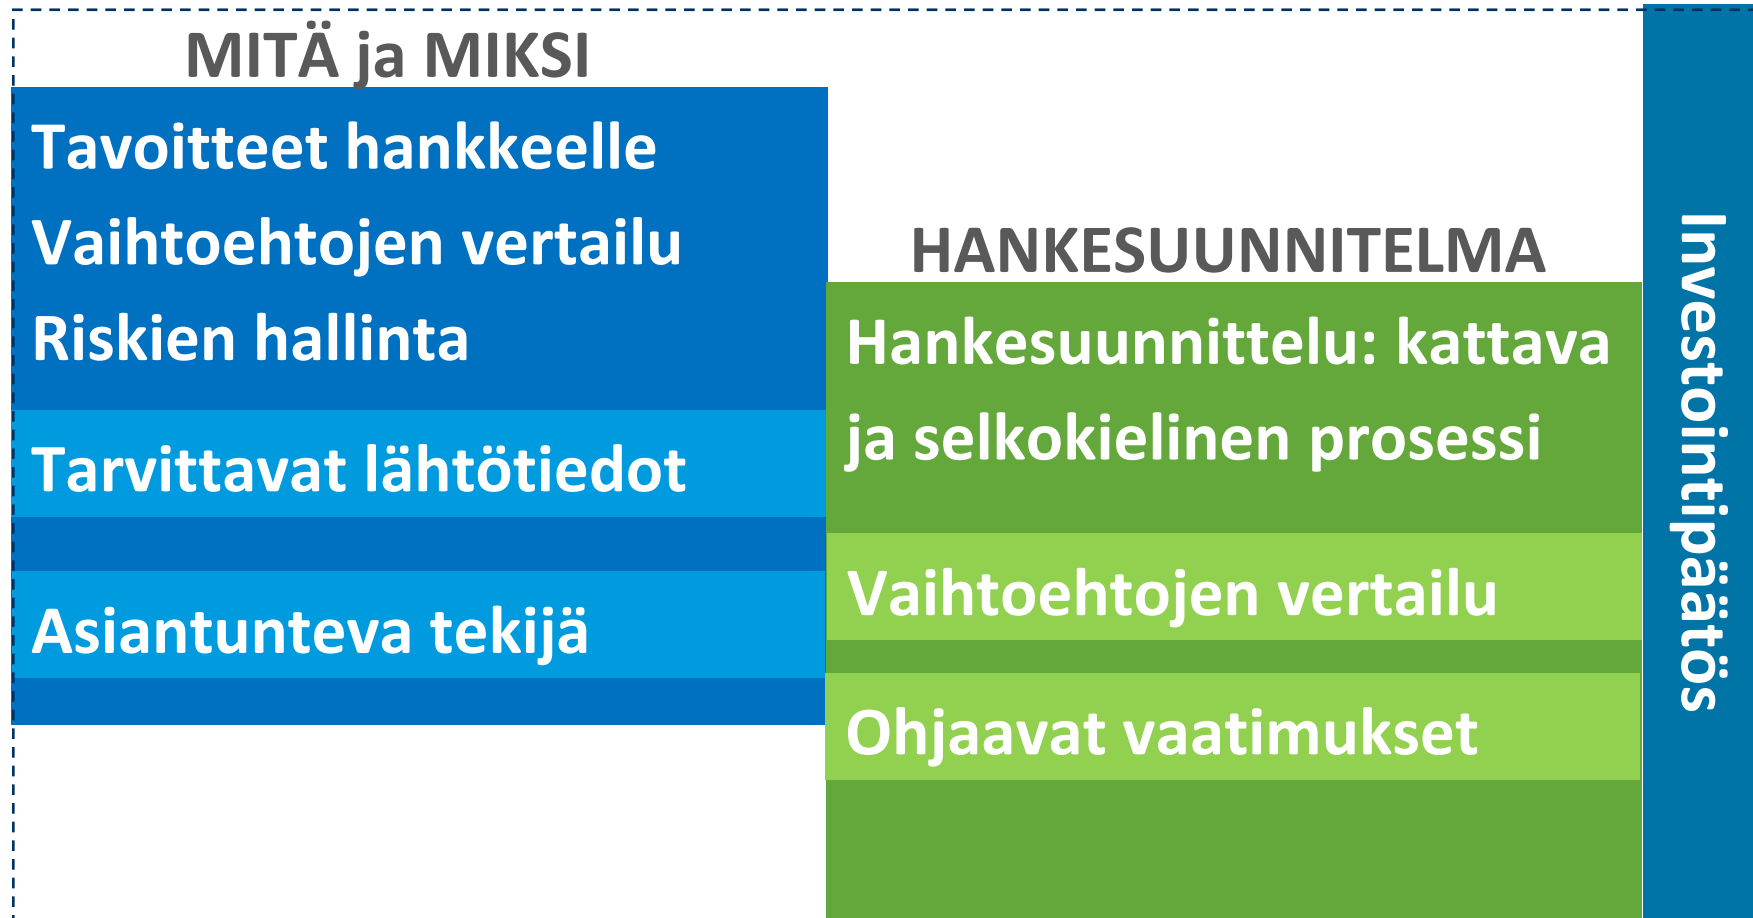 MITÄ ja MIKSI
Tavoitteet hankkeelle
Vaihtoehtojen vertailu
Riskien hallinta
Tarvittavat lähtötiedot
Asiantunteva tekijä
HANKESUUNNITELMA
Hankesuunnittelu: kattava
ja selkokielinen prosessi
Vaihtoehtojen vertailu
Ohjaavat vaatimukset
Investointipäätös